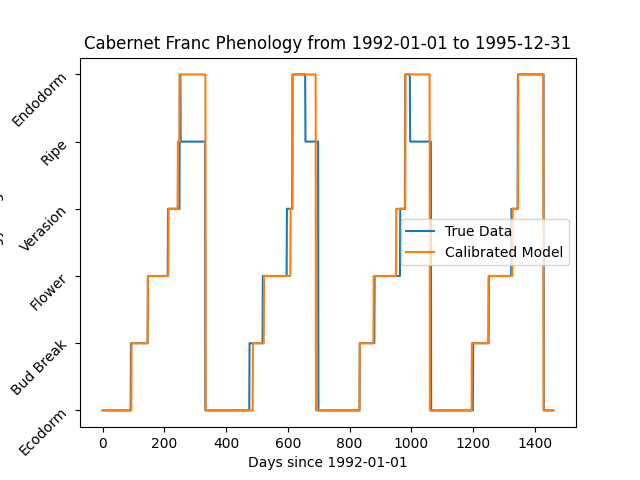 Cabernet Franc Phenology from 1992-01-01 to 1995-12-31
Endodorm
Ripe
Verasion
Flower
Bud Break
Ecodorm
True Data
Calibrated Model
0 200 400 600 800 1000 1200 1400
Days since 1992-01-01